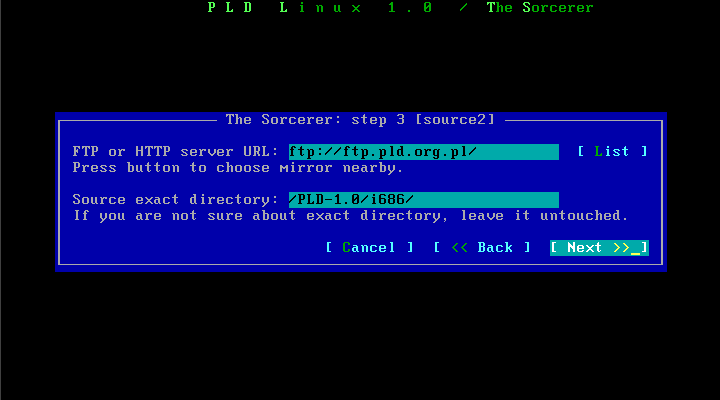 PLD Linux 1.0 / The Sorcerer
The Sorcerer: step 3 [source2]
FTP or HTTP server URL: ftp://ftp.pld.org.pl/ [ List ]
Press button to choose mirror nearby.
Source exact directory: /PLD-1.0/i686/
If you are not sure about exact directory, leave it untouched.
[ Cancel ] [ << Back ] [ Next >>_]